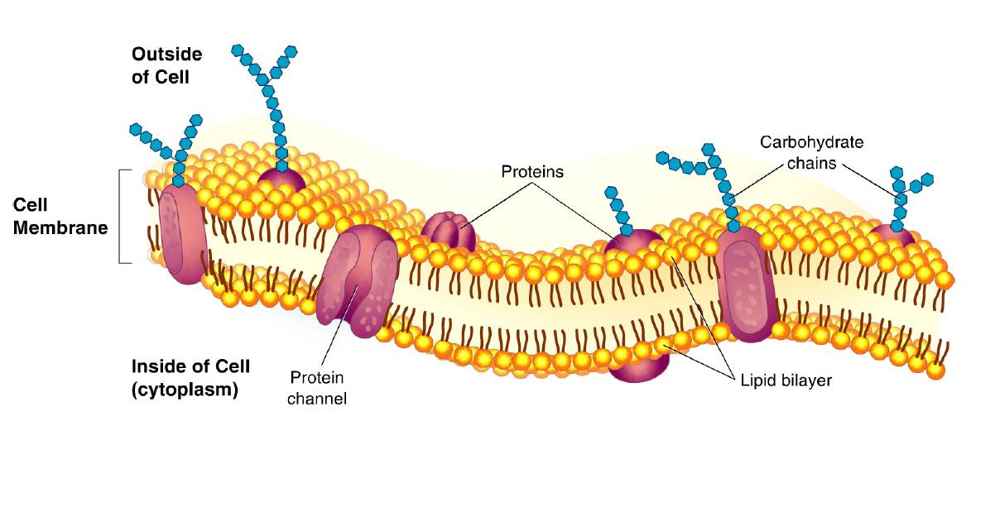 Outside
of Cell
Carbohydrate
chains
Proteins
Cell
Membrane
Inside of Cell
(cytoplasm)
Protein
channel
Lipid bilayer